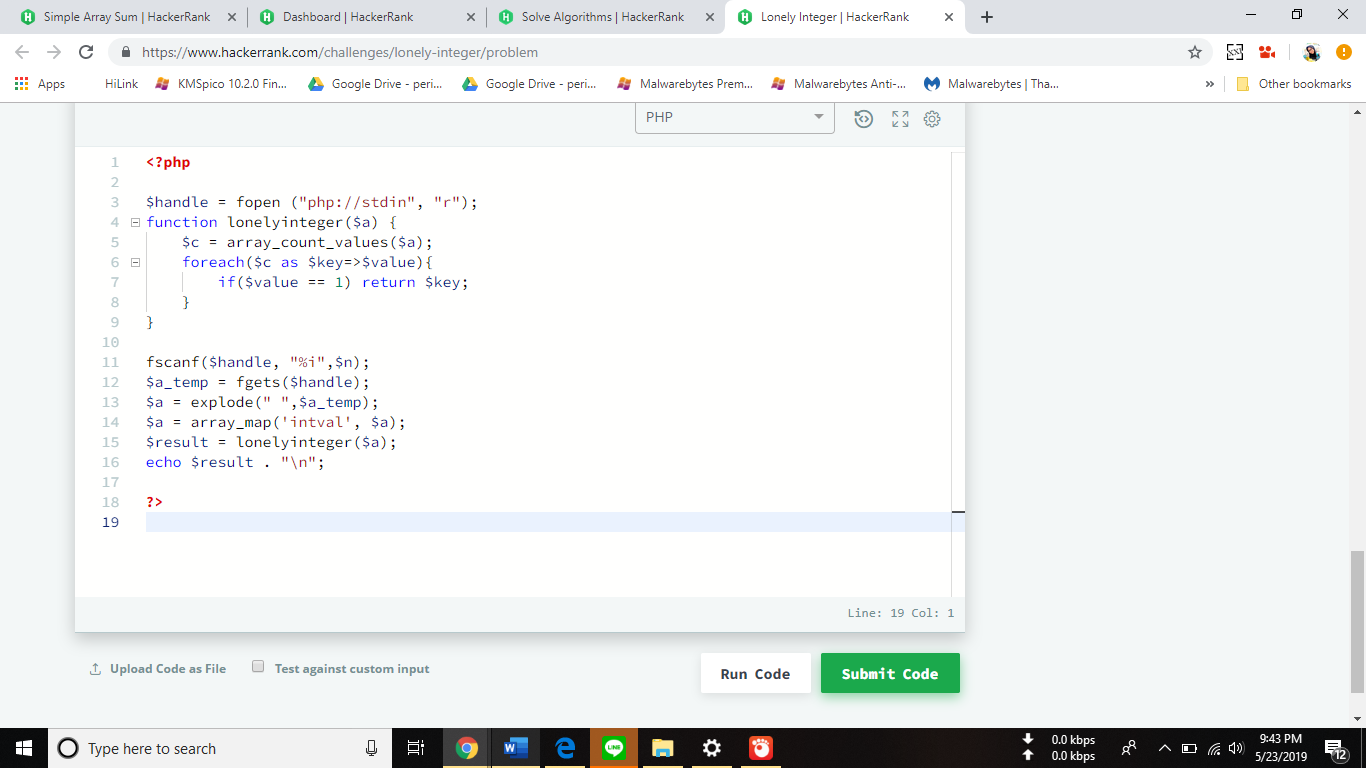 Simple Array Sum | HackerRank
Dashboard | HackerRank
Solve Algorithms | HackerRank
Lonely Integer | HackerRank
https://www.hackerrank.com/challenges/lonely-integer/problem
Apps HiLink KMSpico 10.2.0 Fin... Google Drive - peri... Google Drive - peri... Malwarebytes Prem... Malwarebytes Anti-... Malwarebytes | Tha... » Other bookmarks
PHP
1 <?php
2
3 $handle = fopen ("php://stdin", "r");
4 function lonelyinteger($a) {
5 $c = array_count_values($a);
6 foreach($c as $key=>$value){
7 if($value == 1) return $key;
8 }
9 }
10
11 fscanf($handle, "%i",$n);
12 $a_temp = fgets($handle);
13 $a = explode(" ",$a_temp);
14 $a = array_map('intval', $a);
15 $result = lonelyinteger($a);
16 echo $result . "\n";
17
18 ?>
19
Line: 19 Col: 1
Upload Code as File Test against custom input Run Code Submit Code
Type here to search
LINE
0.0 kbps
0.0 kbps
9:43 PM
5/23/2019
12